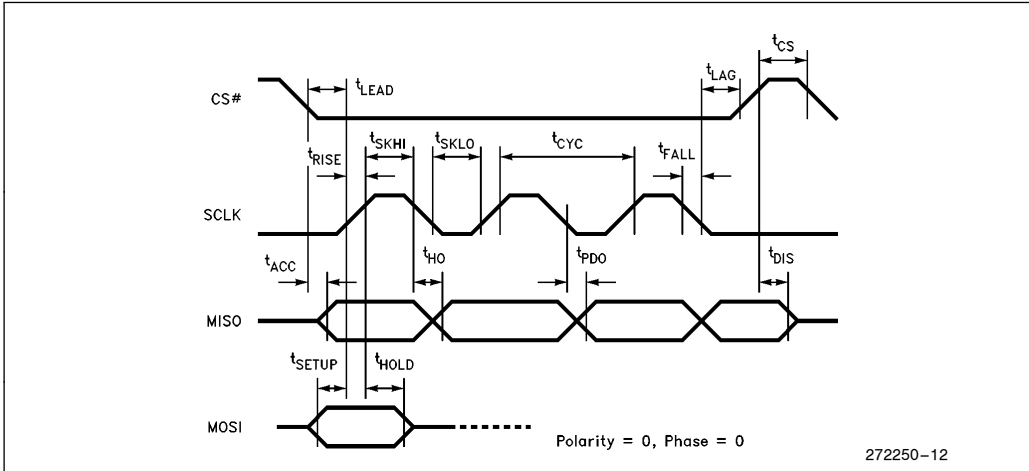 tCS
tLAG
tLEAD
CS#
tSKHI
tSKLO
tCYC
tFALL
tRISE
SCLK
tACC
tHO
tPDO
tDIS
MISO
tSETUP
tHOLD
MOSI
Polarity = 0, Phase = 0
272250-12